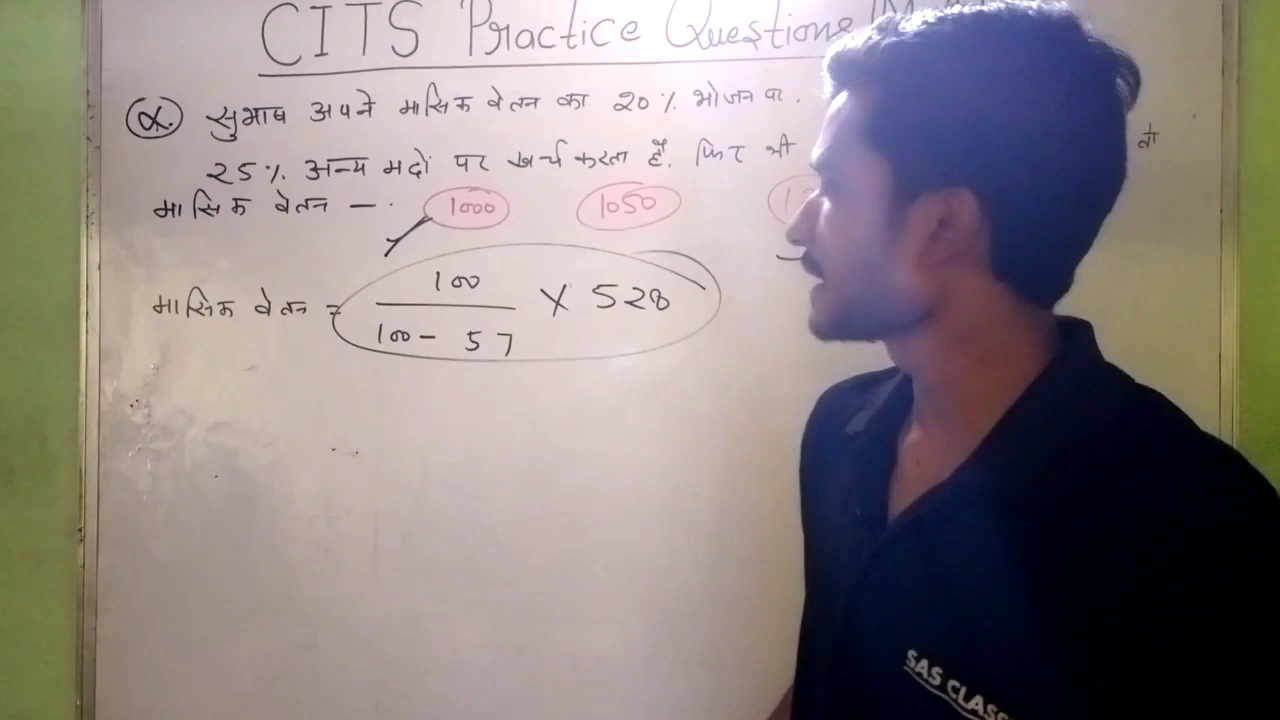 CITS Practice Questions
सुभाष अपने मासिक वेतन का 20% भोजन पर.
25% अन्य मदों पर खर्च करता है. फिर भी तो
मासिक वेतन — 1000 1050
मासिक वेतन = 100 / 100 - 57 X 528
SAS CLASS